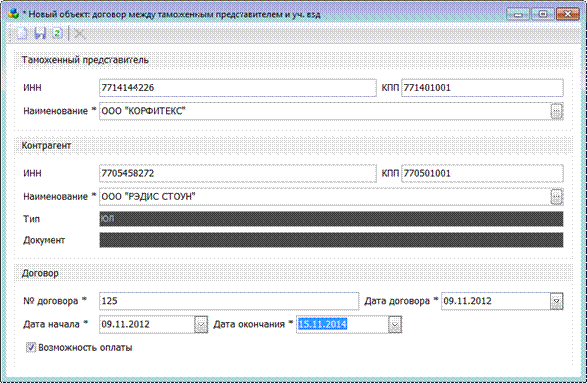 * Новый объект: договор между таможенным представителем и уч. вэд
Таможенный представитель
ИНН 7714144226 КПП 771401001
Наименование * ООО "КОРФИТЕКС" ...
Контрагент
ИНН 7705458272 КПП 770501001
Наименование * ООО "РЭДИС СТОУН" ...
Тип ЮЛ
Документ
Договор
№ договора * 125 Дата договора * 09.11.2012
Дата начала * 09.11.2012 Дата окончания * 15.11.2014
Возможность оплаты